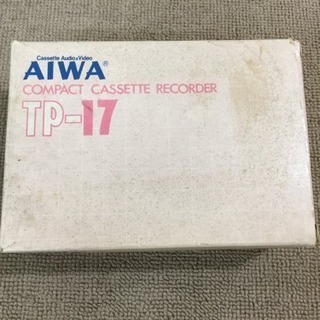 Cassette Audio & Video
AIWA®
COMPACT CASSETTE RECORDER
TP-17